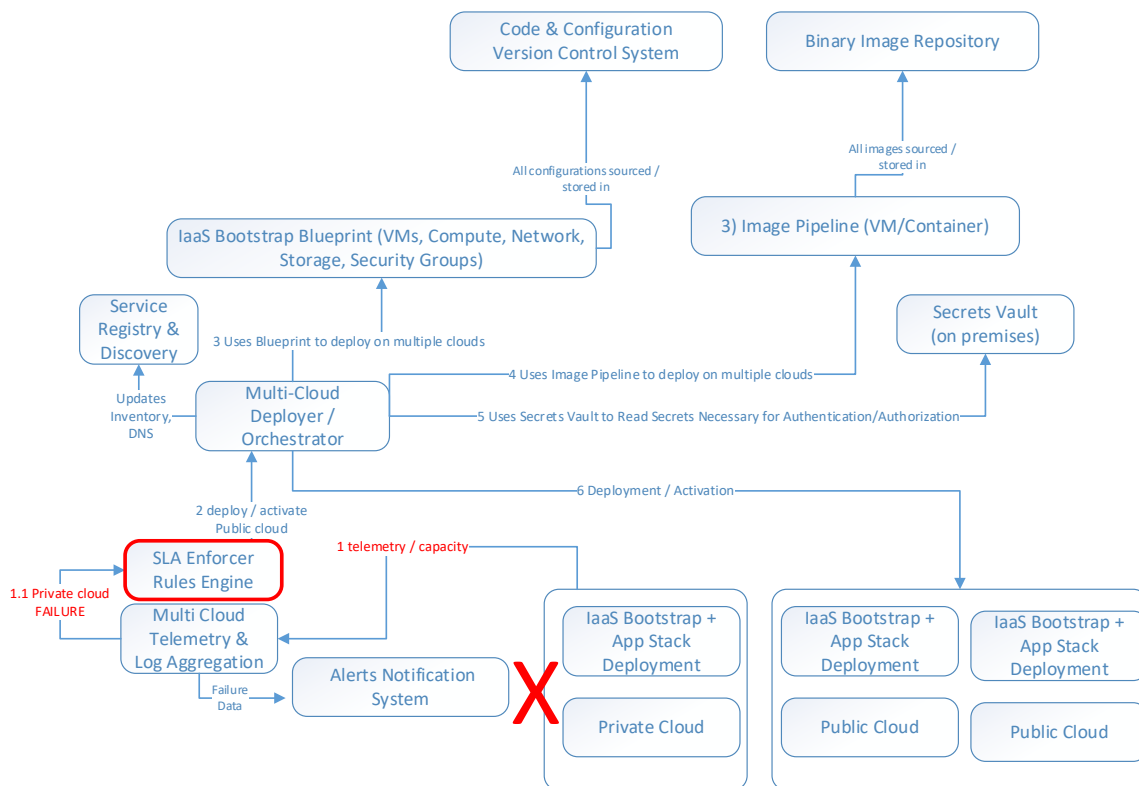 Code & Configuration
Version Control System
Binary Image Repository
All configurations sourced /
stored in
All images sourced /
stored in
IaaS Bootstrap Blueprint (VMs, Compute, Network,
Storage, Security Groups)
3) Image Pipeline (VM/Container)
Service
Registry &
Discovery
Secrets Vault
(on premises)
3 Uses Blueprint to deploy on multiple clouds
4 Uses Image Pipeline to deploy on multiple clouds
Updates
Inventory,
DNS
Multi-Cloud
Deployer /
Orchestrator
5 Uses Secrets Vault to Read Secrets Necessary for Authentication/Authorization
6 Deployment / Activation
2 deploy / activate
Public cloud
1 telemetry / capacity
SLA Enforcer
Rules Engine
1.1 Private cloud
FAILURE
Multi Cloud
Telemetry &
Log Aggregation
Failure
Data
Alerts Notification
System
X
IaaS Bootstrap +
App Stack
Deployment
Private Cloud
IaaS Bootstrap +
App Stack
Deployment
Public Cloud
IaaS Bootstrap +
App Stack
Deployment
Public Cloud